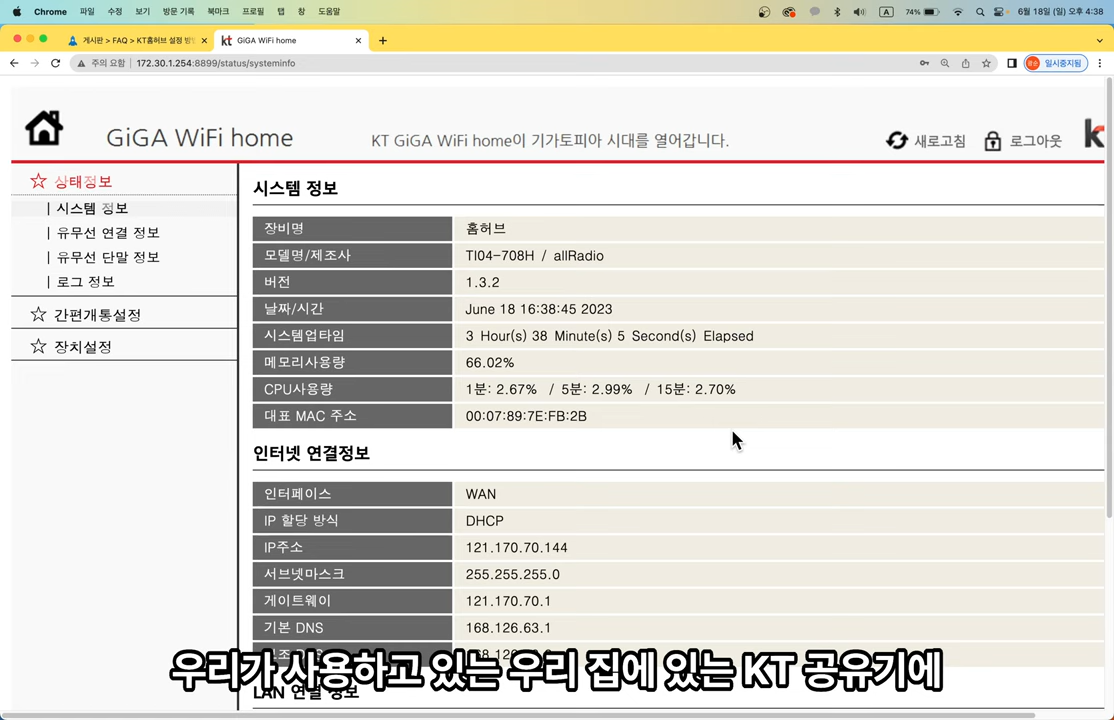 Chrome 파일 수정 보기 방문 기록 북마크 프로필 탭 창 도움말 A 74% 6월 18일 (일) 오후 4:38
게시판 > FAQ > KT홈허브 설정 방법 GiGA WiFi home
주의 요함 172.30.1.254:8899/status/systeminfo 일시중지됨
GiGA WiFi home KT GiGA WiFi home이 기가토피아 시대를 열어갑니다. 새로고침 로그아웃
상태정보
시스템 정보
유무선 연결 정보
유무선 단말 정보
로그 정보
간편개통설정
장치설정
시스템 정보
장비명 홈허브
모델명/제조사 TI04-708H / allRadio
버전 1.3.2
날짜/시간 June 18 16:38:45 2023
시스템업타임 3 Hour(s) 38 Minute(s) 5 Second(s) Elapsed
메모리사용량 66.02%
CPU사용량 1분: 2.67% / 5분: 2.99% / 15분: 2.70%
대표 MAC 주소 00:07:89:7E:FB:2B
인터넷 연결정보
인터페이스 WAN
IP 할당 방식 DHCP
IP주소 121.170.70.144
서브넷마스크 255.255.255.0
게이트웨이 121.170.70.1
기본 DNS 168.126.63.1
우리가 사용하고 있는 우리 집에 있는 KT 공유기에
LAN 연결 정보